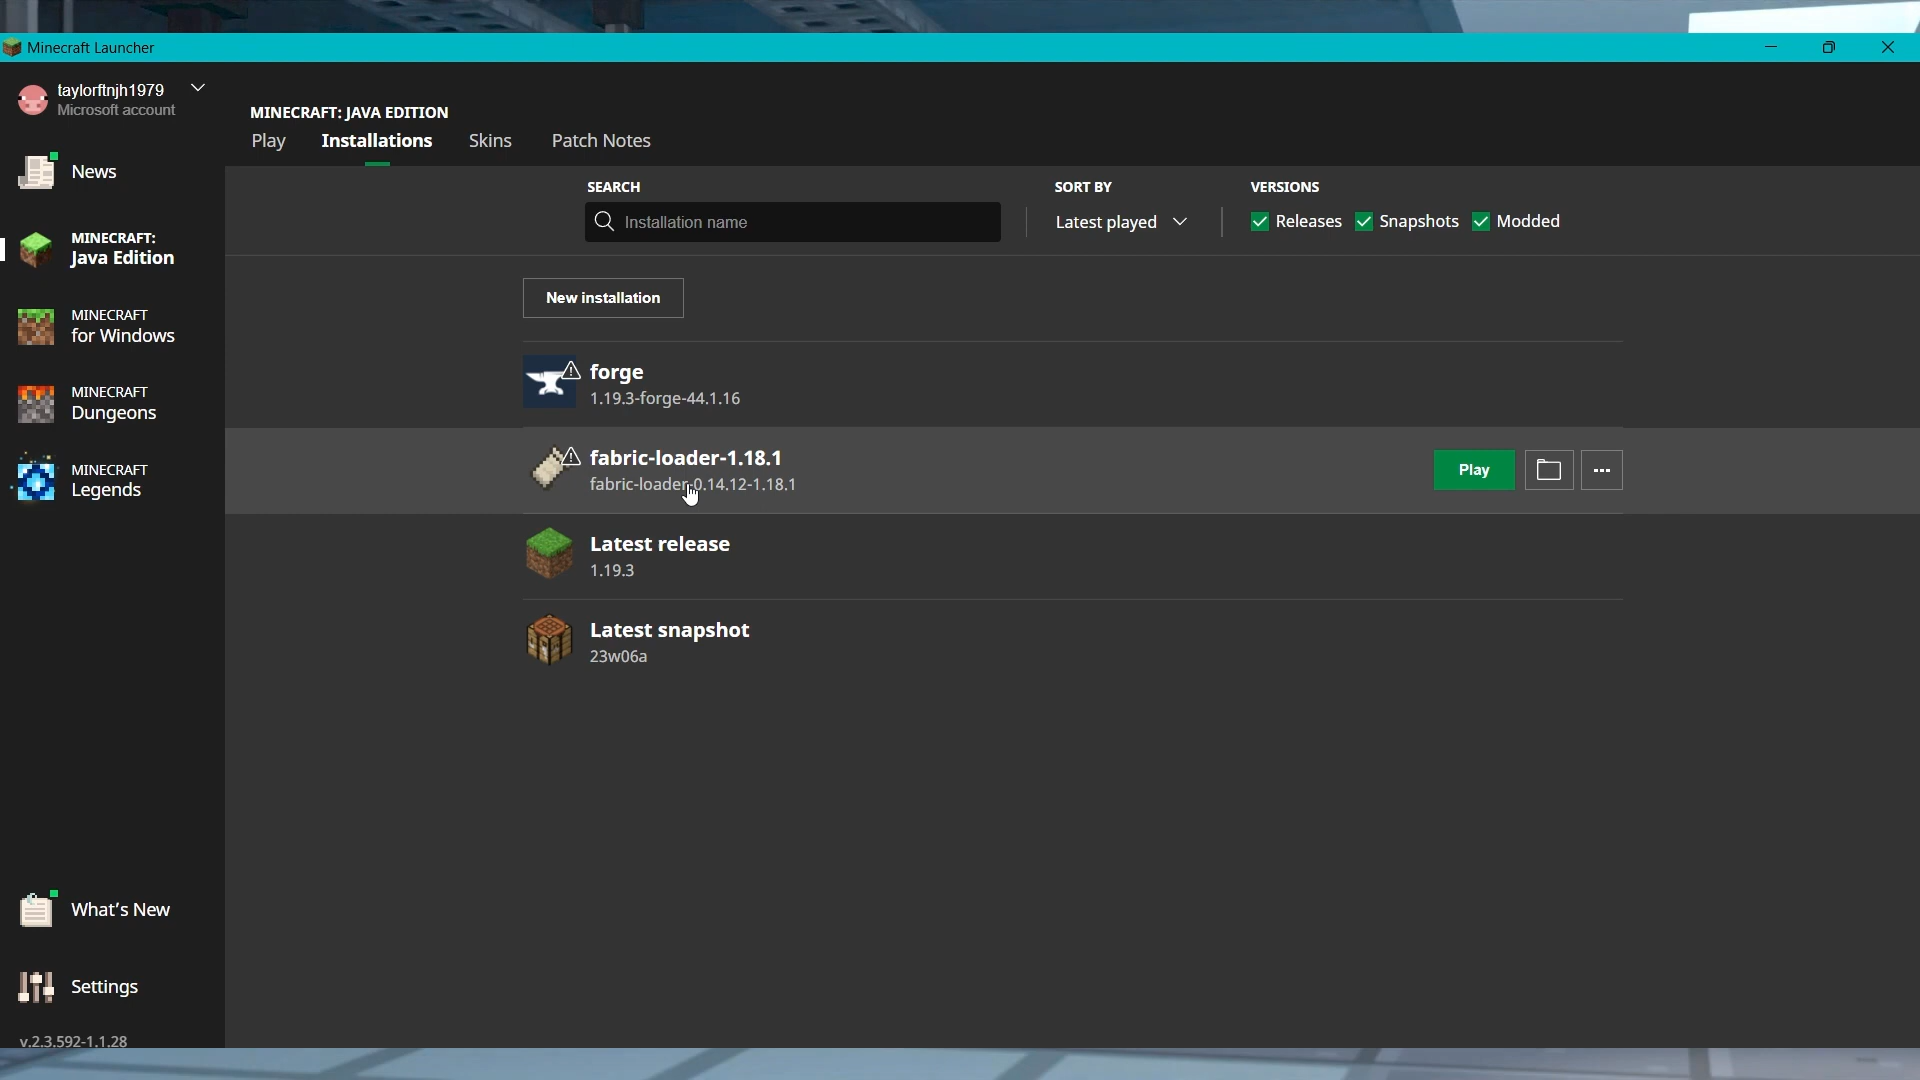 Minecraft Launcher
taylorftnjh1979
Microsoft account
News
MINECRAFT:
Java Edition
MINECRAFT
for Windows
MINECRAFT
Dungeons
MINECRAFT
Legends
What's New
Settings
v.2.3.592-1.1.28
MINECRAFT: JAVA EDITION
Play Installations Skins Patch Notes
SEARCH SORT BY VERSIONS
Installation name Latest played Releases Snapshots Modded
New installation
forge
1.19.3-forge-44.1.16
fabric-loader-1.18.1
fabric-loader-0.14.12-1.18.1
Play
Latest release
1.19.3
Latest snapshot
23w06a